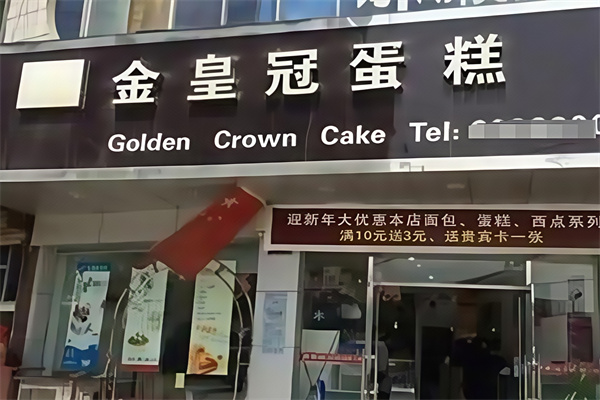 金皇冠蛋糕
Golden Crown Cake Tel:
迎新年大优惠本店面包、蛋糕、西点系列
满10元送3元、送贵宾卡一张